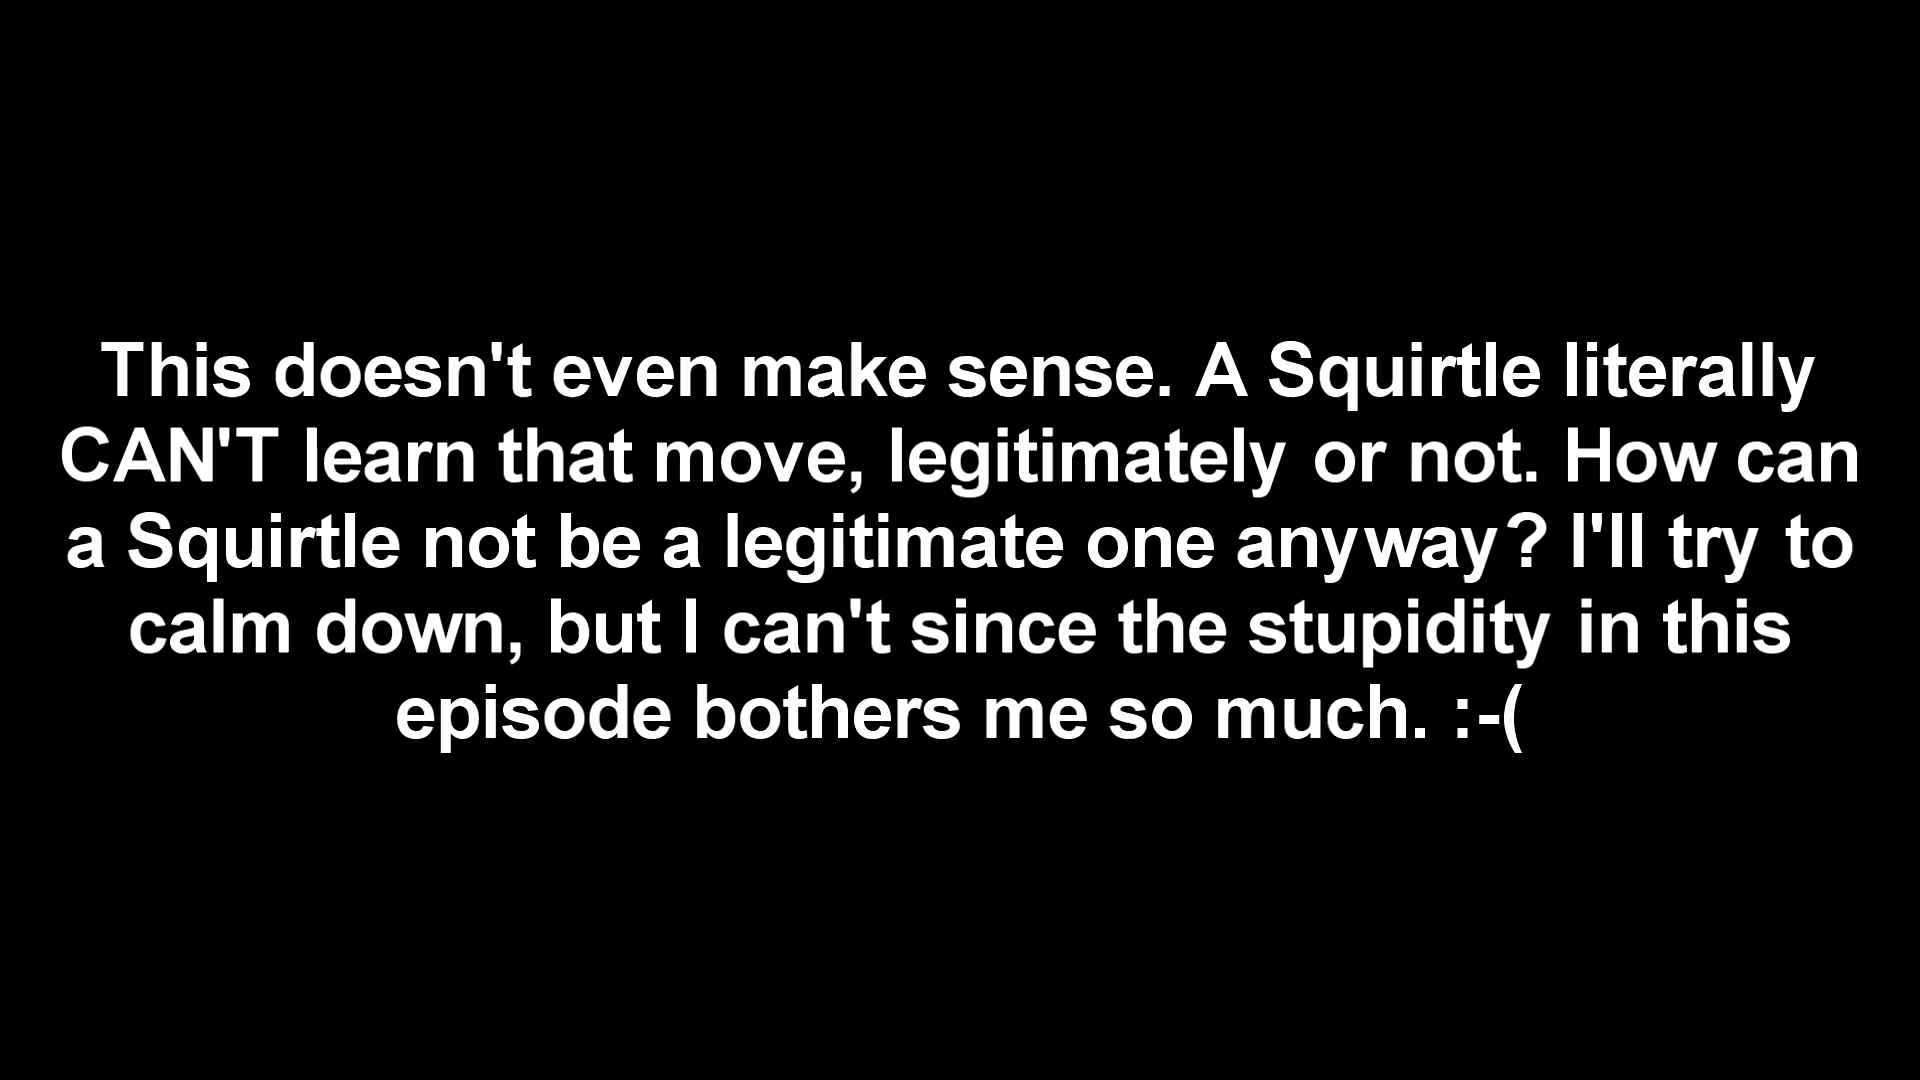 This doesn't even make sense. A Squirtle literally
CAN'T learn that move, legitimately or not. How can
a Squirtle not be a legitimate one anyway? I'll try to
calm down, but I can't since the stupidity in this
episode bothers me so much. :-(